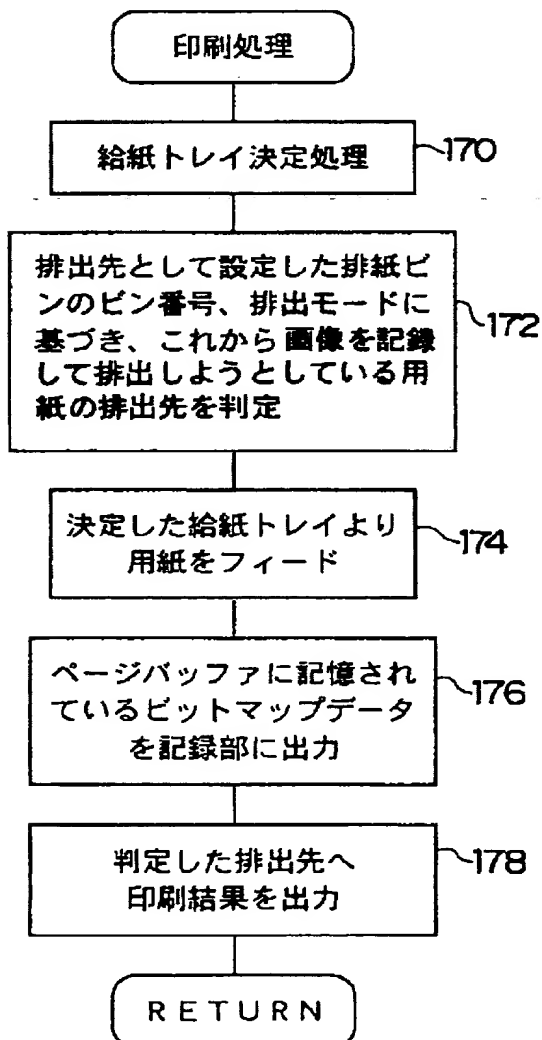 印刷処理
給紙トレイ決定処理
170
排出先として設定した排紙ビ
ンのビン番号、排出モードに
基づき、これから画像を記録
して排出しようとしている用
紙の排出先を判定
172
決定した給紙トレイより
用紙をフィード
174
ページバッファに記憶され
ているビットマップデータ
を記録部に出力
176
判定した排出先へ
印刷結果を出力
178
RETURN